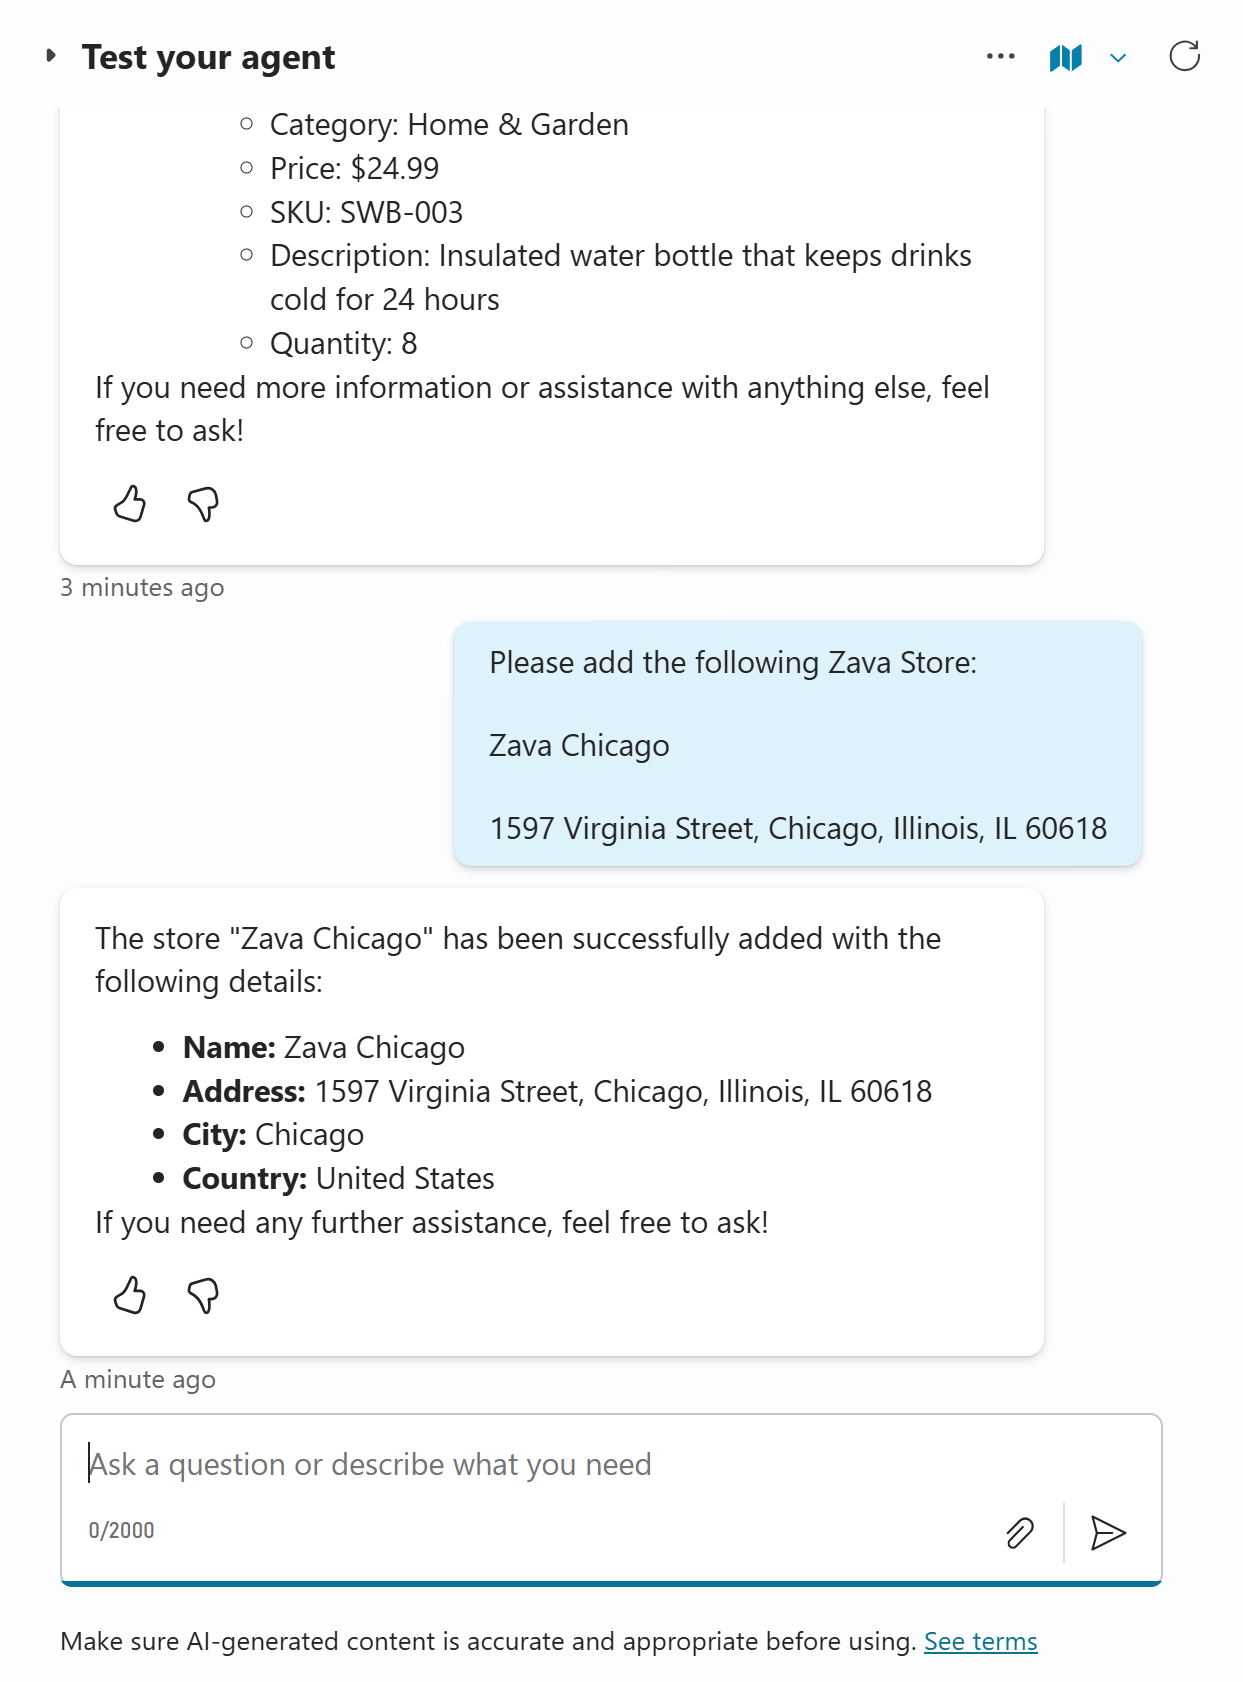 Test your agent
Category: Home & Garden
Price: $24.99
SKU: SWB-003
Description: Insulated water bottle that keeps drinks
cold for 24 hours
Quantity: 8
If you need more information or assistance with anything else, feel
free to ask!
3 minutes ago
Please add the following Zava Store:
Zava Chicago
1597 Virginia Street, Chicago, Illinois, IL 60618
The store "Zava Chicago" has been successfully added with the
following details:
Name: Zava Chicago
Address: 1597 Virginia Street, Chicago, Illinois, IL 60618
City: Chicago
Country: United States
If you need any further assistance, feel free to ask!
A minute ago
Ask a question or describe what you need
0/2000
Make sure AI-generated content is accurate and appropriate before using. See terms